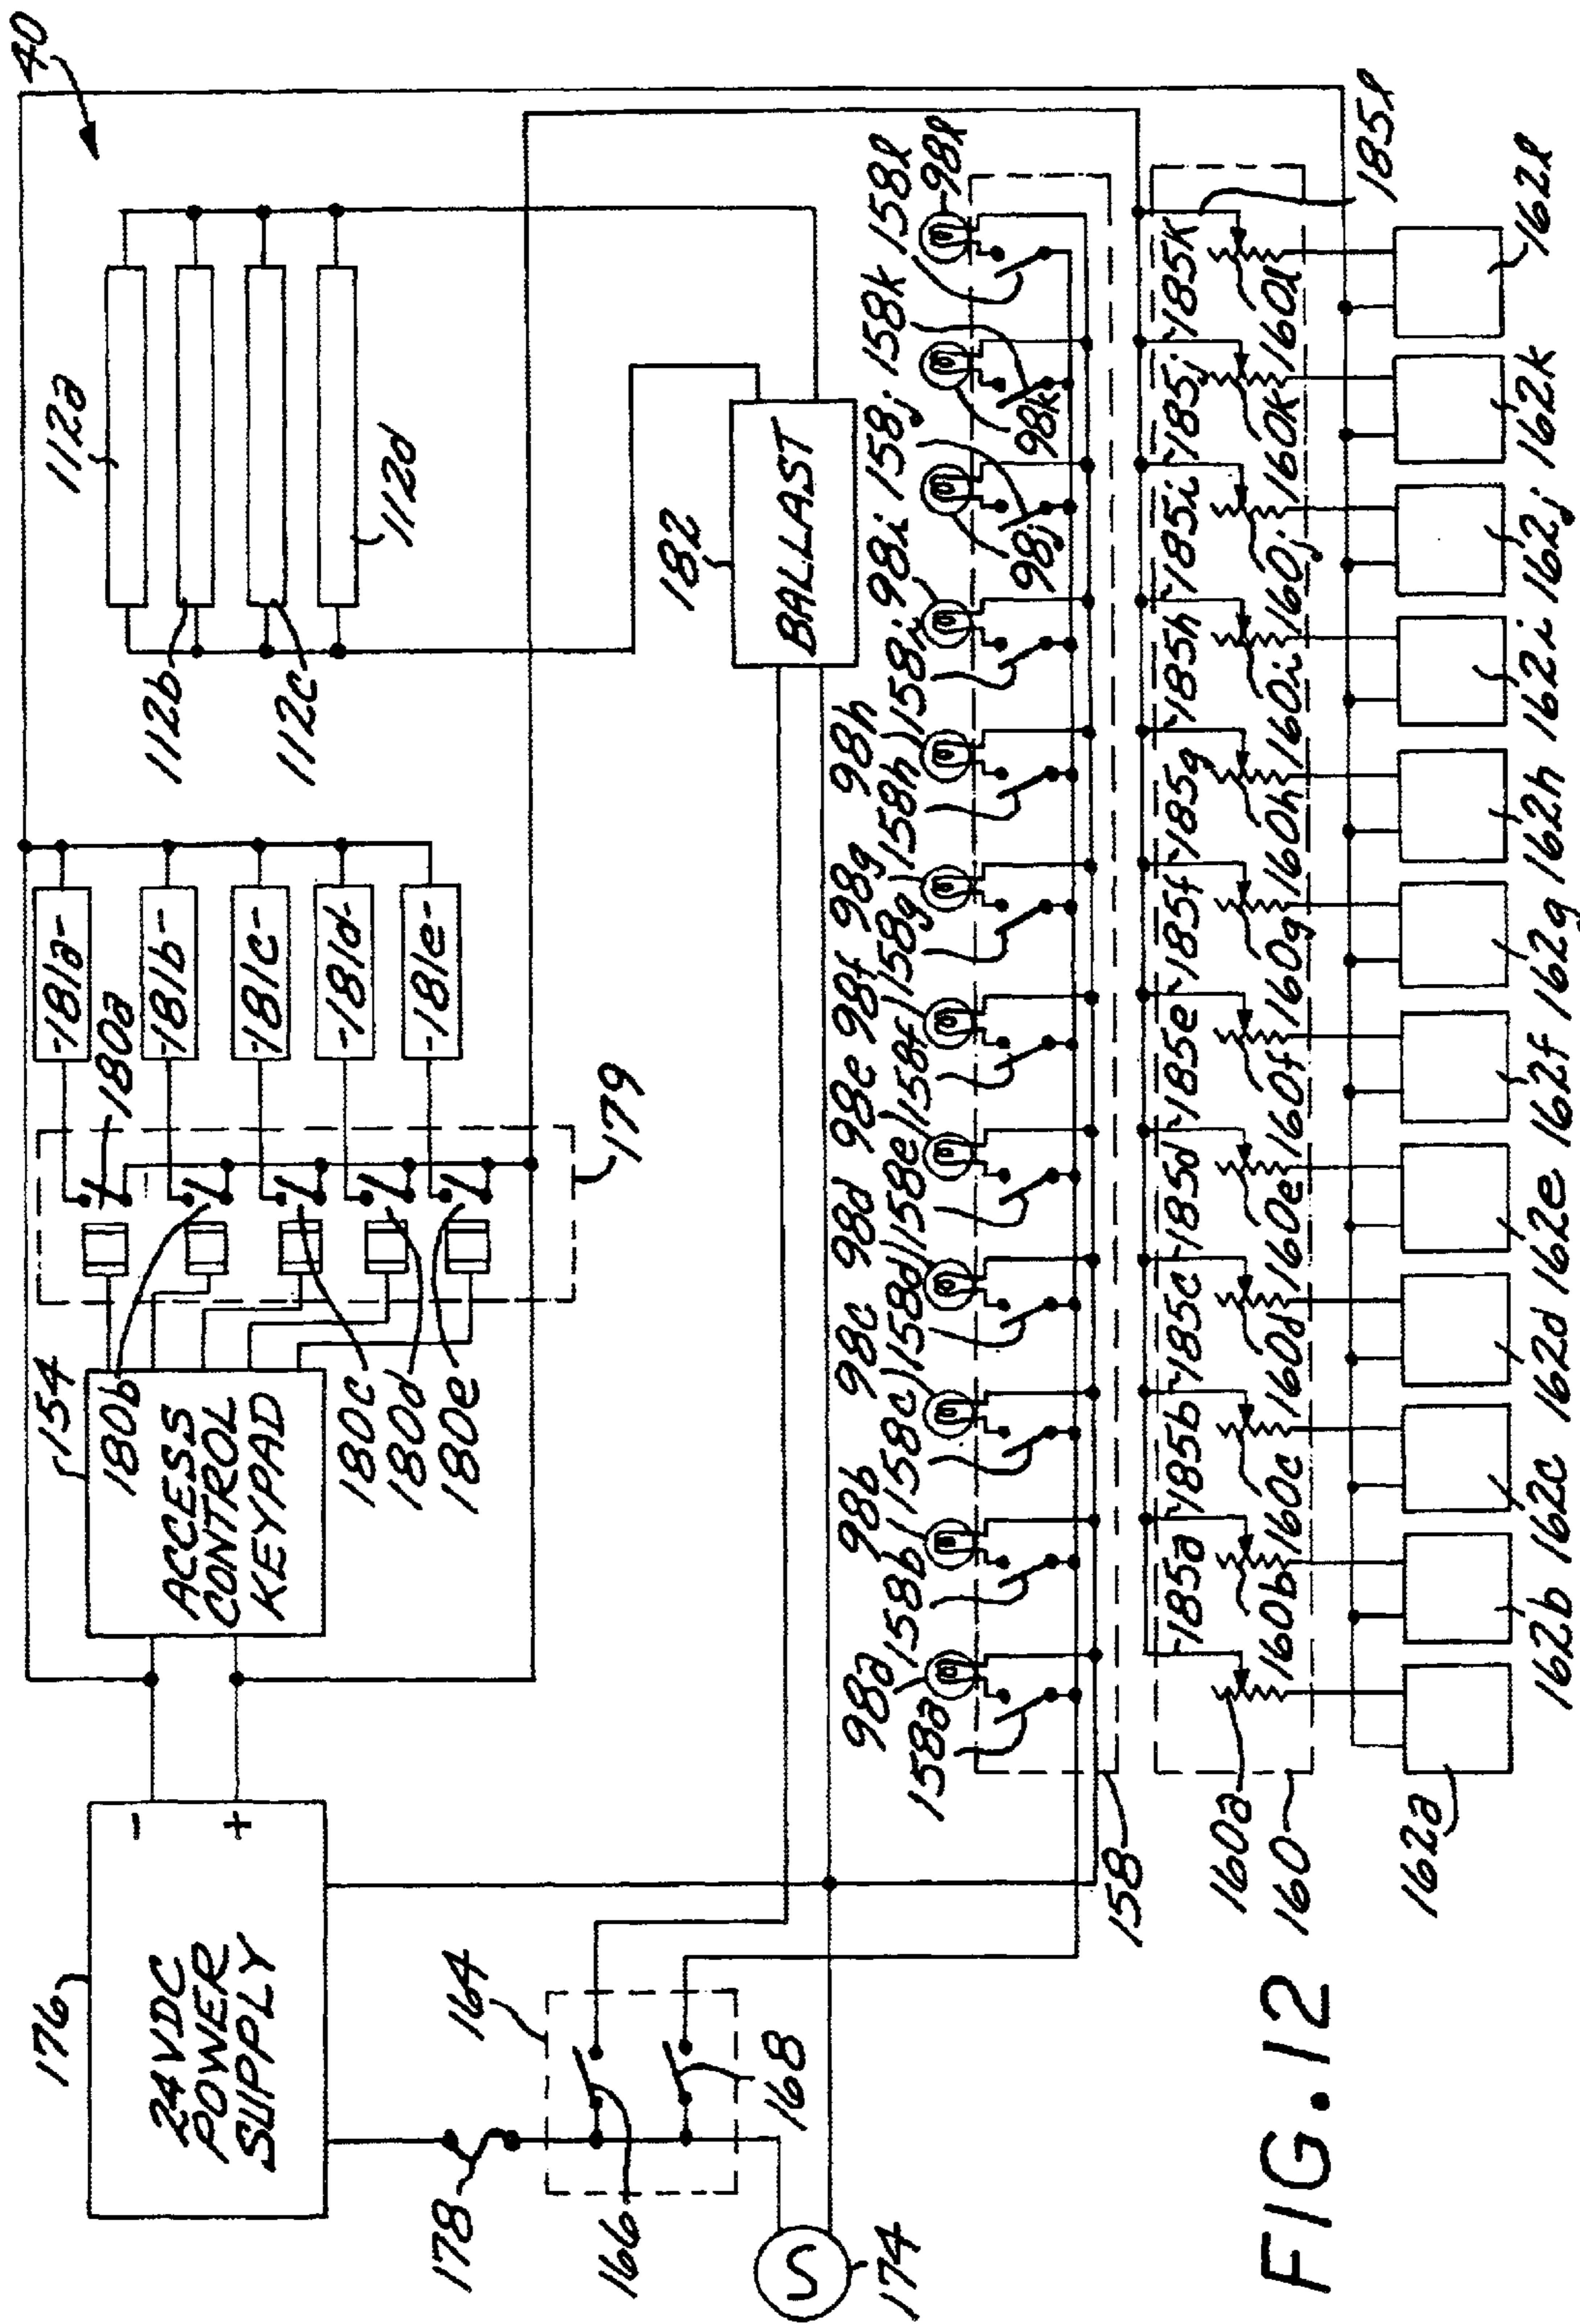 40
176
24VDC
POWER
SUPPLY
-
+
154
ACCESS
CONTROL
KEYPAD
180b
180c
180d
180e
180a
-181a-
-181b-
-181c-
-181d-
-181e-
179
112a
112b
112c
112d
178
164
166
168
S
174
182
BALLAST
98a
98b
98c
98d
98e
98f
98g
98h
98i
98j
98k
98l
158a
158b
158c
158d
158e
158f
158g
158h
158i
158j
158k
158l
158
185a
185b
185c
185d
185e
185f
185g
185h
185i
185j
185k
185l
160a
160b
160c
160d
160e
160f
160g
160h
160i
160j
160k
160l
160
162a
162b
162c
162d
162e
162f
162g
162h
162i
162j
162k
162l
FIG.12